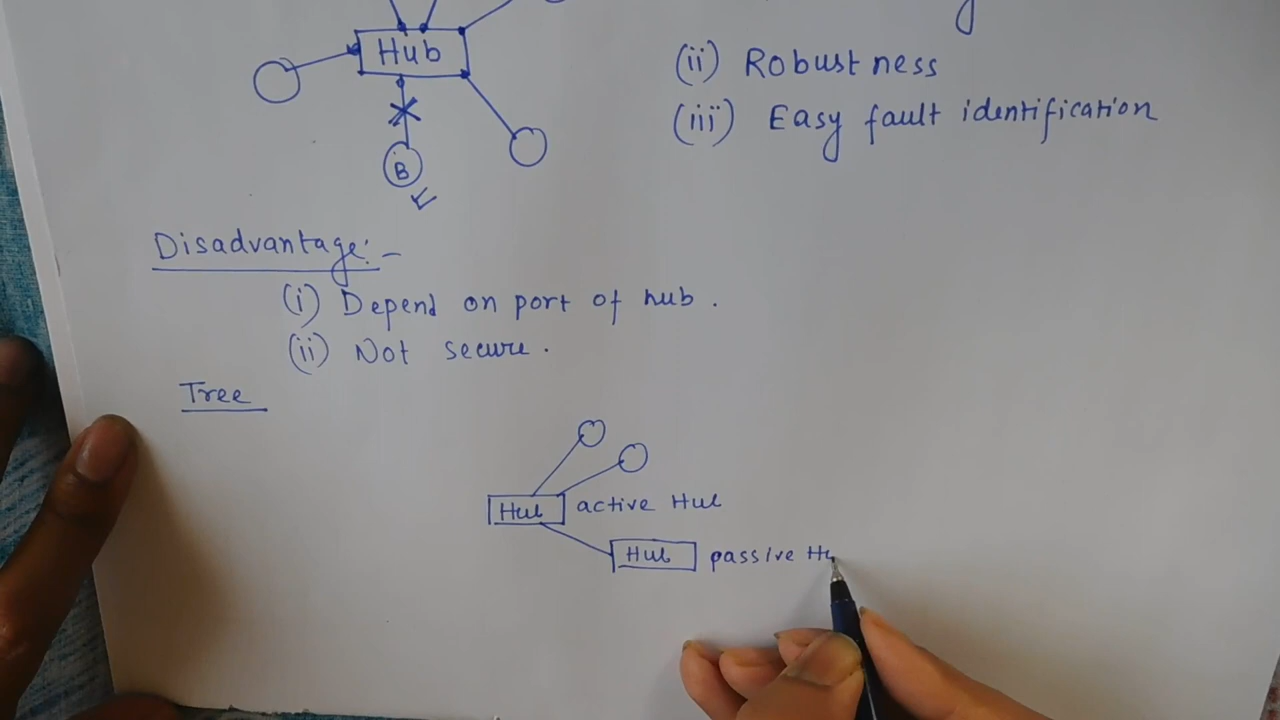 Hub
(ii) Robustness
(iii) Easy fault identification
B
Disadvantage:-
(i) Depend on port of hub.
(ii) Not secure.
Tree
Hub active Hub
Hub passive Hu